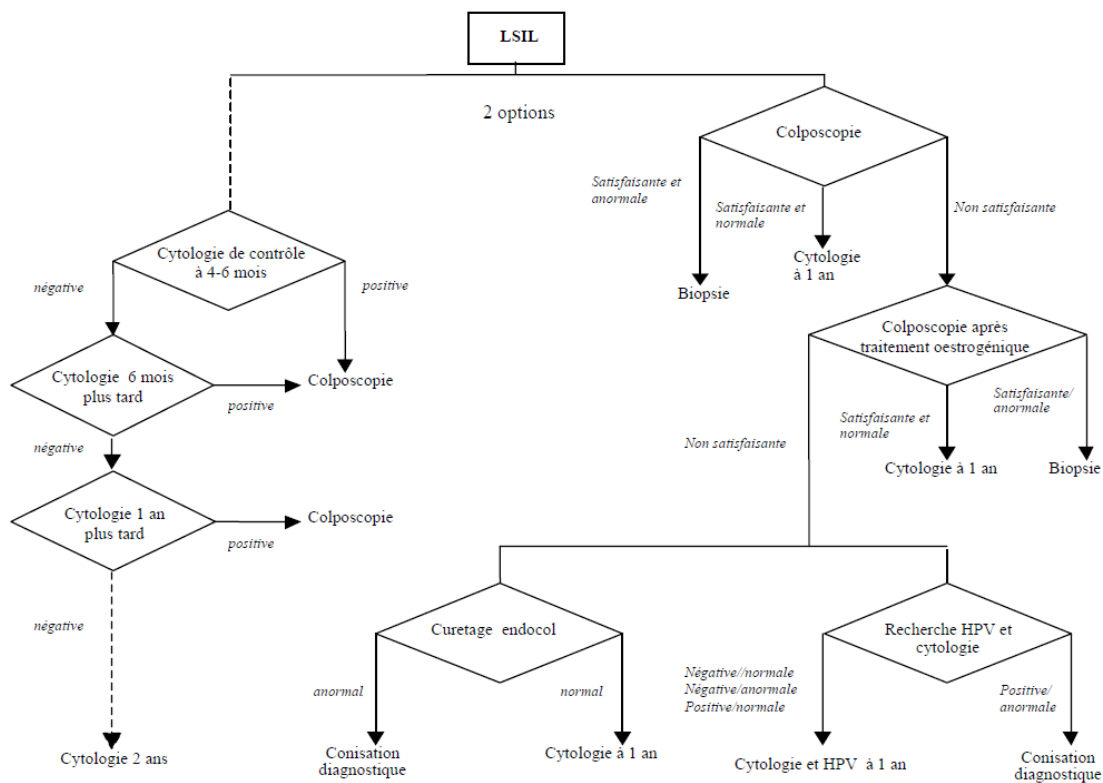 LSIL
2 options
Colposcopie
Satisfaisante et
anormale
Satisfaisante et
normale
Non satisfaisante
Cytologie de contrôle
à 4-6 mois
Cytologie
à 1 an
négative
positive
Biopsie
Colposcopie après
traitement oestrogénique
Cytologie 6 mois
plus tard
Colposcopie
positive
Satisfaisante/
anormale
Satisfaisante et
normale
négative
Non satisfaisante
Cytologie à 1 an
Biopsie
Cytologie 1 an
plus tard
Colposcopie
positive
négative
Curetage endocol
Recherche HPV et
cytologie
anormal
normal
Négative//normale
Négative/anormale
Positive/normale
Positive/
anormale
Cytologie 2 ans
Conisation
diagnostique
Cytologie à 1 an
Cytologie et HPV à 1 an
Conisation
diagnostique